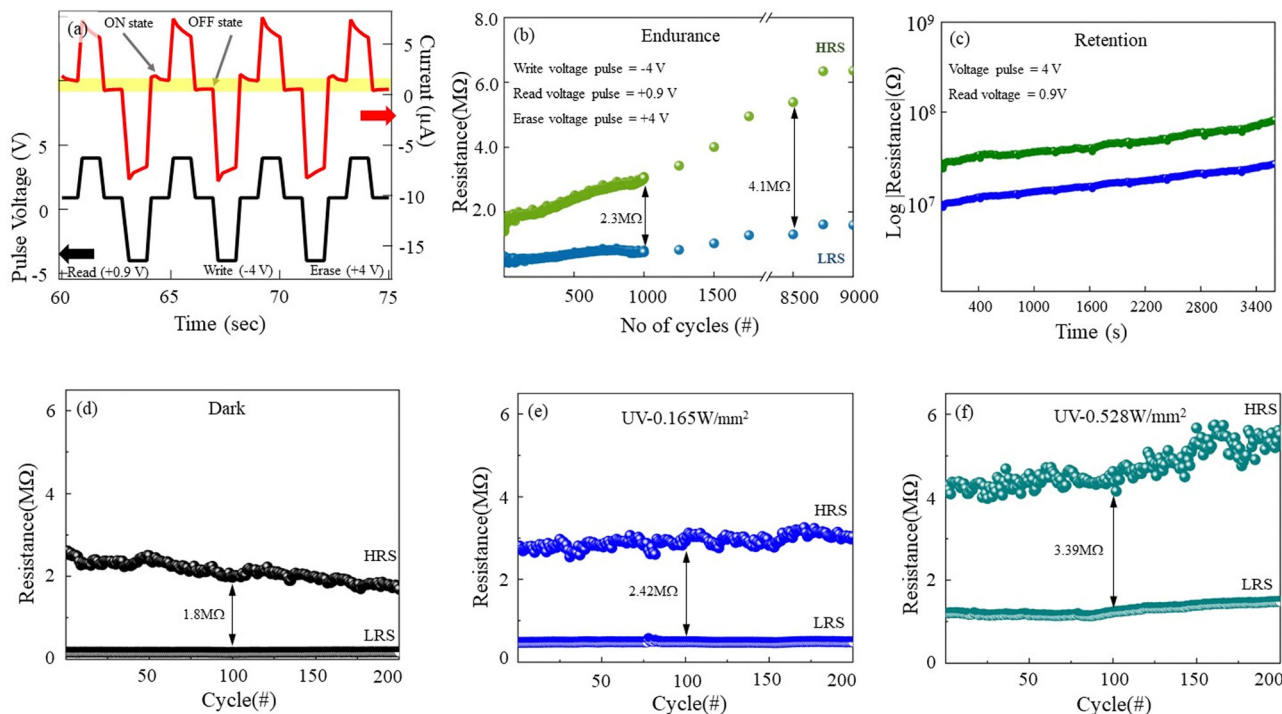 (a)
ON state
OFF state
Pulse Voltage (V)
5
0
-5
Current (μA)
5
0
-5
-10
-15
Read (+0.9 V)
Write (-4 V)
Erase (+4 V)
60
65
70
75
Time (sec)
(b)
Endurance
HRS
Write voltage pulse = -4 V
Read voltage pulse = +0.9 V
Erase voltage pulse = +4 V
Resistance(MΩ)
8.0
6.0
4.0
2.0
2.3MΩ
4.1MΩ
LRS
500
1000
1500
8500
9000
No of cycles (#)
(c)
Retention
Voltage pulse = 4 V
Read voltage = 0.9V
Log |Resistance|(Ω)
10⁹
10⁸
10⁷
400
1000
1600
2200
2800
3400
Time (s)
(d)
Dark
Resistance(MΩ)
6
4
2
0
HRS
1.8MΩ
LRS
50
100
150
200
Cycle(#)
(e)
UV-0.165W/mm²
Resistance(MΩ)
6
4
2
0
HRS
2.42MΩ
LRS
50
100
150
200
Cycle(#)
(f)
UV-0.528W/mm²
HRS
Resistance(MΩ)
6
4
2
0
3.39MΩ
LRS
50
100
150
200
Cycle(#)